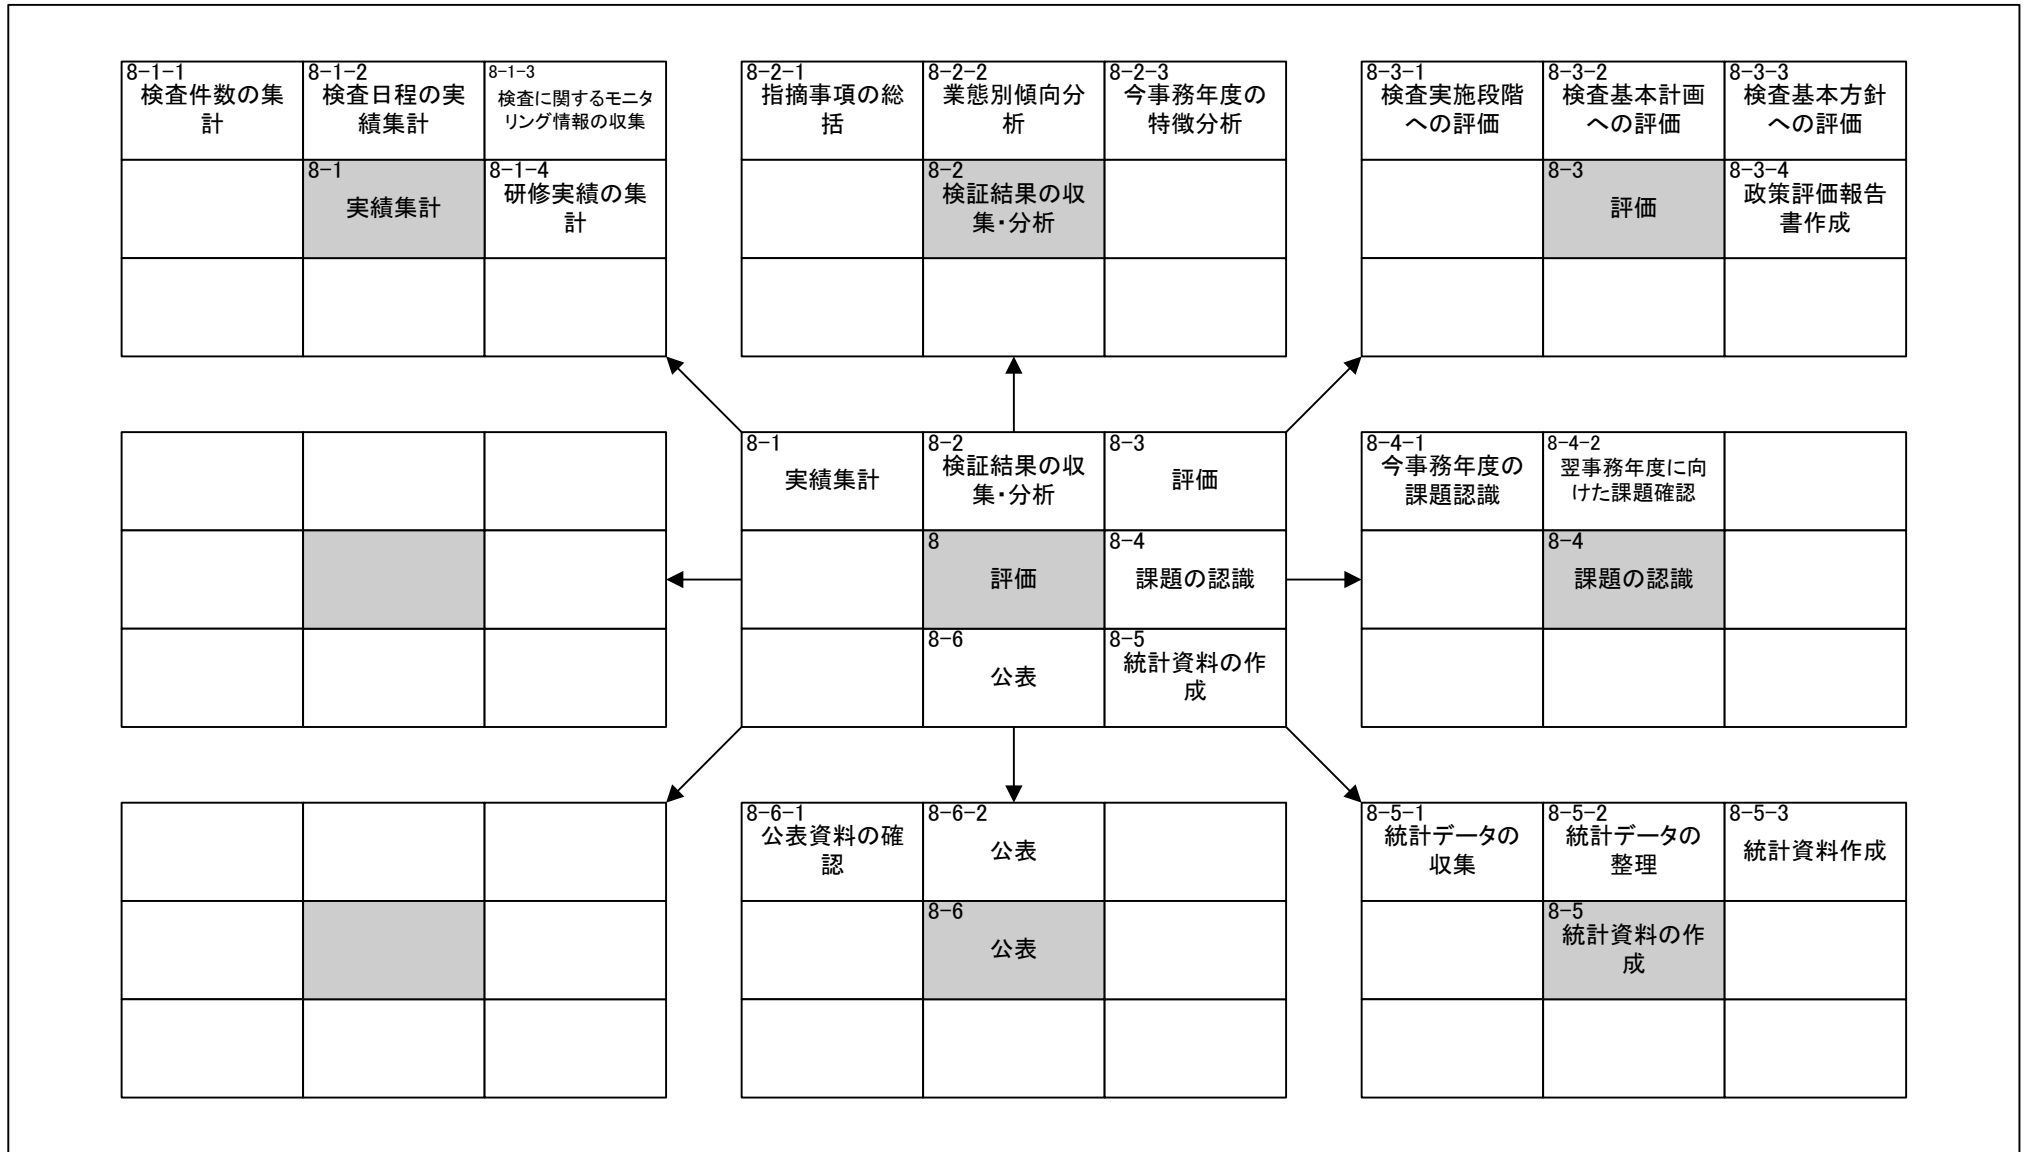 8-1-1
検査件数の集
計
8-1-2
検査日程の実
績集計
8-1-3
検査に関するモニタ
リング情報の収集
8-1
実績集計
8-1-4
研修実績の集
計
8-2-1
指摘事項の総
括
8-2-2
業態別傾向分
析
8-2-3
今事務年度の
特徴分析
8-2
検証結果の収
集・分析
8-3-1
検査実施段階
への評価
8-3-2
検査基本計画
への評価
8-3-3
検査基本方針
への評価
8-3
評価
8-3-4
政策評価報告
書作成
8-1
実績集計
8-2
検証結果の収
集・分析
8-3
評価
8
評価
8-4
課題の認識
8-6
公表
8-5
統計資料の作
成
8-4-1
今事務年度の
課題認識
8-4-2
翌事務年度に向
けた課題確認
8-4
課題の認識
8-6-1
公表資料の確
認
8-6-2
公表
8-6
公表
8-5-1
統計データの
収集
8-5-2
統計データの
整理
8-5-3
統計資料作成
8-5
統計資料の作
成